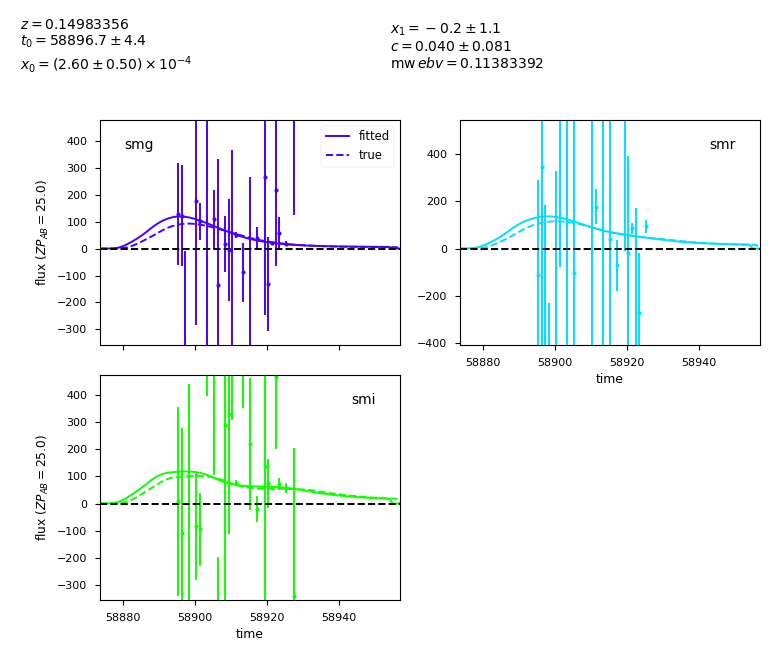 z = 0.14983356
t₀ = 58896.7 ± 4.4
x₀ = (2.60 ± 0.50) × 10⁻⁴
x₁ = −0.2 ± 1.1
c = 0.040 ± 0.081
mw ebv = 0.11383392
smg
fitted
true
400
300
200
100
0
−100
−200
−300
flux (ZP_AB = 25.0)
smr
400
200
0
−200
−400
58880 58900 58920 58940
time
smi
400
300
200
100
0
−100
−200
−300
flux (ZP_AB = 25.0)
58880 58900 58920 58940
time